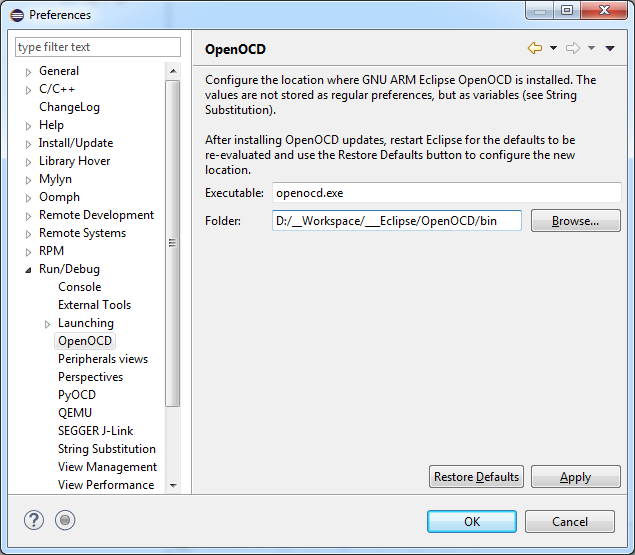 Preferences
type filter text
General
C/C++
ChangeLog
Help
Install/Update
Library Hover
Mylyn
Oomph
Remote Development
Remote Systems
RPM
Run/Debug
Console
External Tools
Launching
OpenOCD
Peripherals views
Perspectives
PyOCD
QEMU
SEGGER J-Link
String Substitution
View Management
View Performance
OpenOCD
Configure the location where GNU ARM Eclipse OpenOCD is installed. The
values are not stored as regular preferences, but as variables (see String
Substitution).
After installing OpenOCD updates, restart Eclipse for the defaults to be
re-evaluated and use the Restore Defaults button to configure the new
location.
Executable: openocd.exe
Folder: D:/__Workspace/___Eclipse/OpenOCD/bin Browse...
Restore Defaults Apply
? OK Cancel